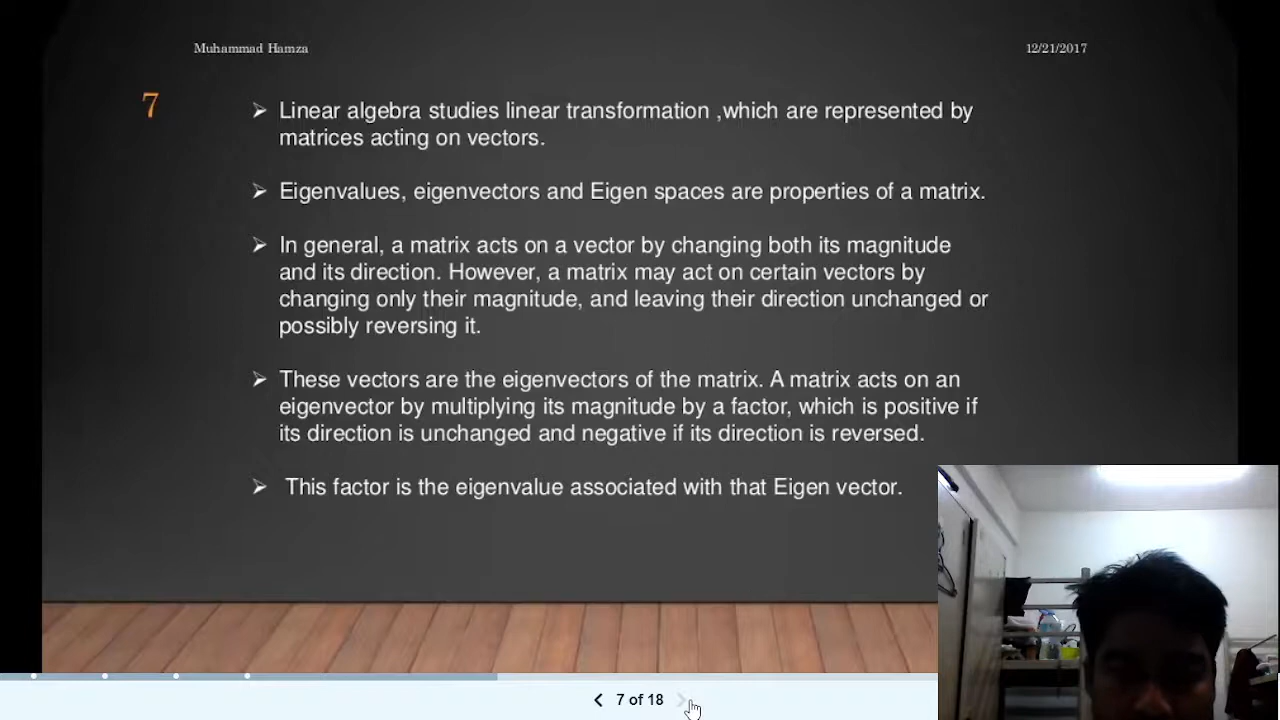 Muhammad Hamza
12/21/2017
7
➢ Linear algebra studies linear transformation ,which are represented by
matrices acting on vectors.
➢ Eigenvalues, eigenvectors and Eigen spaces are properties of a matrix.
➢ In general, a matrix acts on a vector by changing both its magnitude
and its direction. However, a matrix may act on certain vectors by
changing only their magnitude, and leaving their direction unchanged or
possibly reversing it.
➢ These vectors are the eigenvectors of the matrix. A matrix acts on an
eigenvector by multiplying its magnitude by a factor, which is positive if
its direction is unchanged and negative if its direction is reversed.
➢ This factor is the eigenvalue associated with that Eigen vector.
7 of 18